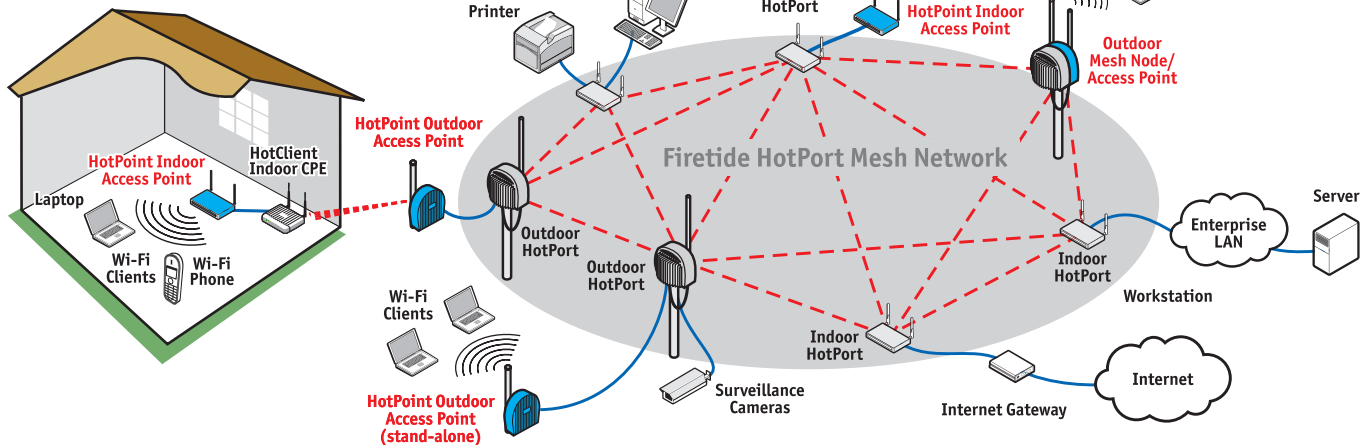 Printer
HotPort
HotPoint Indoor
Access Point
Outdoor
Mesh Node/
Access Point
HotPoint Outdoor
Access Point
HotPoint Indoor
Access Point
HotClient
Indoor CPE
Laptop
Wi-Fi
Clients
Wi-Fi
Phone
Firetide HotPort Mesh Network
Outdoor
HotPort
Outdoor
HotPort
Indoor
HotPort
Enterprise
LAN
Server
Workstation
Wi-Fi
Clients
Indoor
HotPort
Internet
Internet Gateway
Surveillance
Cameras
HotPoint Outdoor
Access Point
(stand-alone)